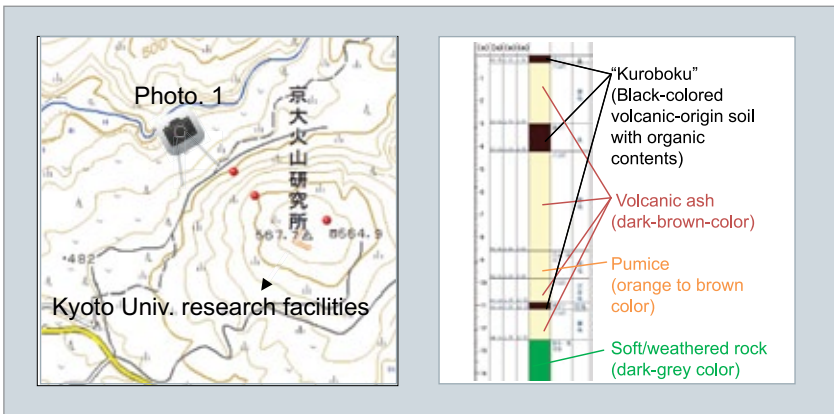 500
Photo. 1
京大火山研究所
567.7
564.9
482
Kyoto Univ. research facilities
“Kuroboku”
(Black-colored
volcanic-origin soil
with organic
contents)
Volcanic ash
(dark-brown-color)
Pumice
(orange to brown
color)
Soft/weathered rock
(dark-grey color)